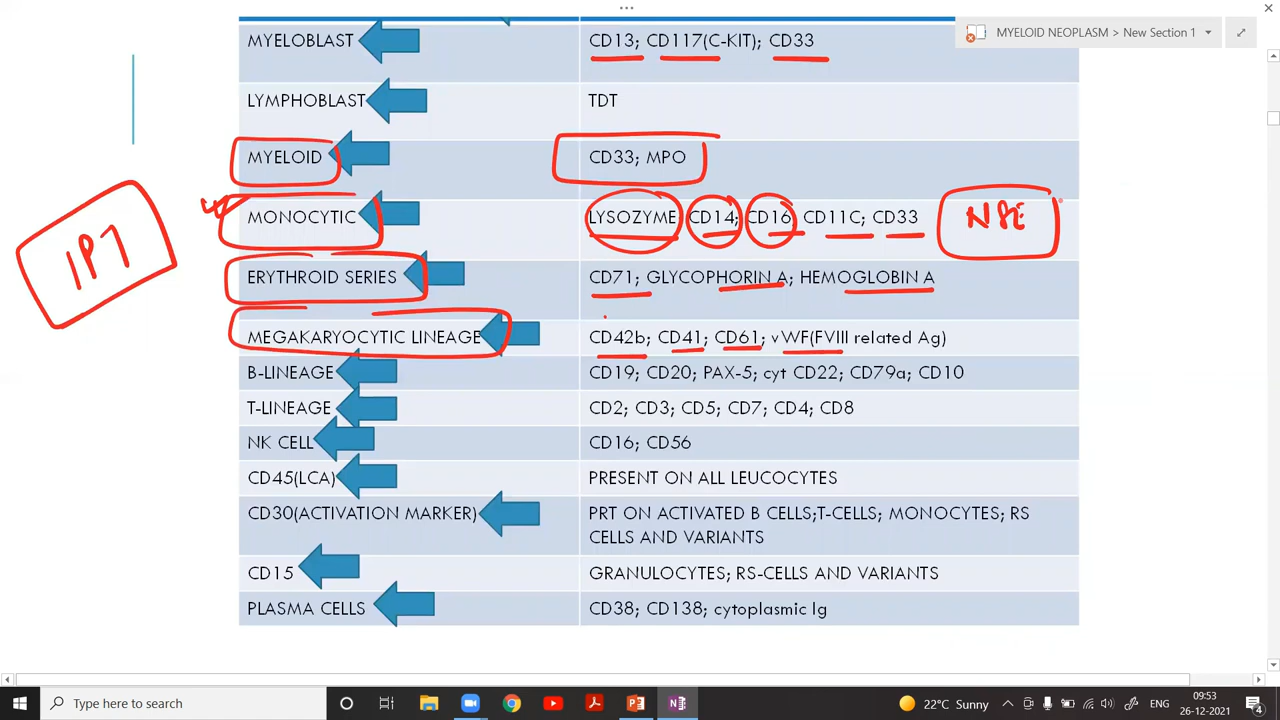 MYELOID NEOPLASM > New Section 1
MYELOBLAST CD13; CD117(C-KIT); CD33
LYMPHOBLAST TDT
MYELOID CD33; MPO
MONOCYTIC LYSOZYME CD14; CD16; CD11C; CD33 NSE
IPT
ERYTHROID SERIES CD71; GLYCOPHORIN A; HEMOGLOBIN A
MEGAKARYOCYTIC LINEAGE CD42b; CD41; CD61; vWF(FVIII related Ag)
B-LINEAGE CD19; CD20; PAX-5; cyt CD22; CD79a; CD10
T-LINEAGE CD2; CD3; CD5; CD7; CD4; CD8
NK CELL CD16; CD56
CD45(LCA) PRESENT ON ALL LEUCOCYTES
CD30(ACTIVATION MARKER) PRT ON ACTIVATED B CELLS;T-CELLS; MONOCYTES; RS
CELLS AND VARIANTS
CD15 GRANULOCYTES; RS-CELLS AND VARIANTS
PLASMA CELLS CD38; CD138; cytoplasmic Ig
Type here to search
22°C Sunny
ENG
09:53
26-12-2021
4